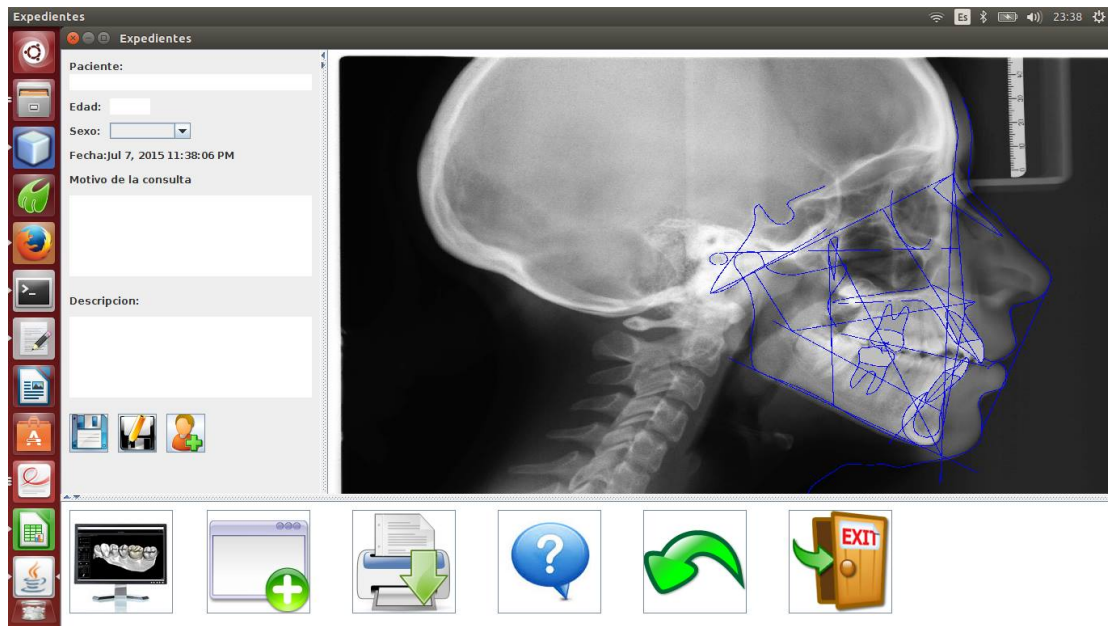 Expedientes
Es
23:38
Expedientes
Paciente:
Edad:
Sexo:
Fecha:Jul 7, 2015 11:38:06 PM
Motivo de la consulta
Descripcion:
EXIT